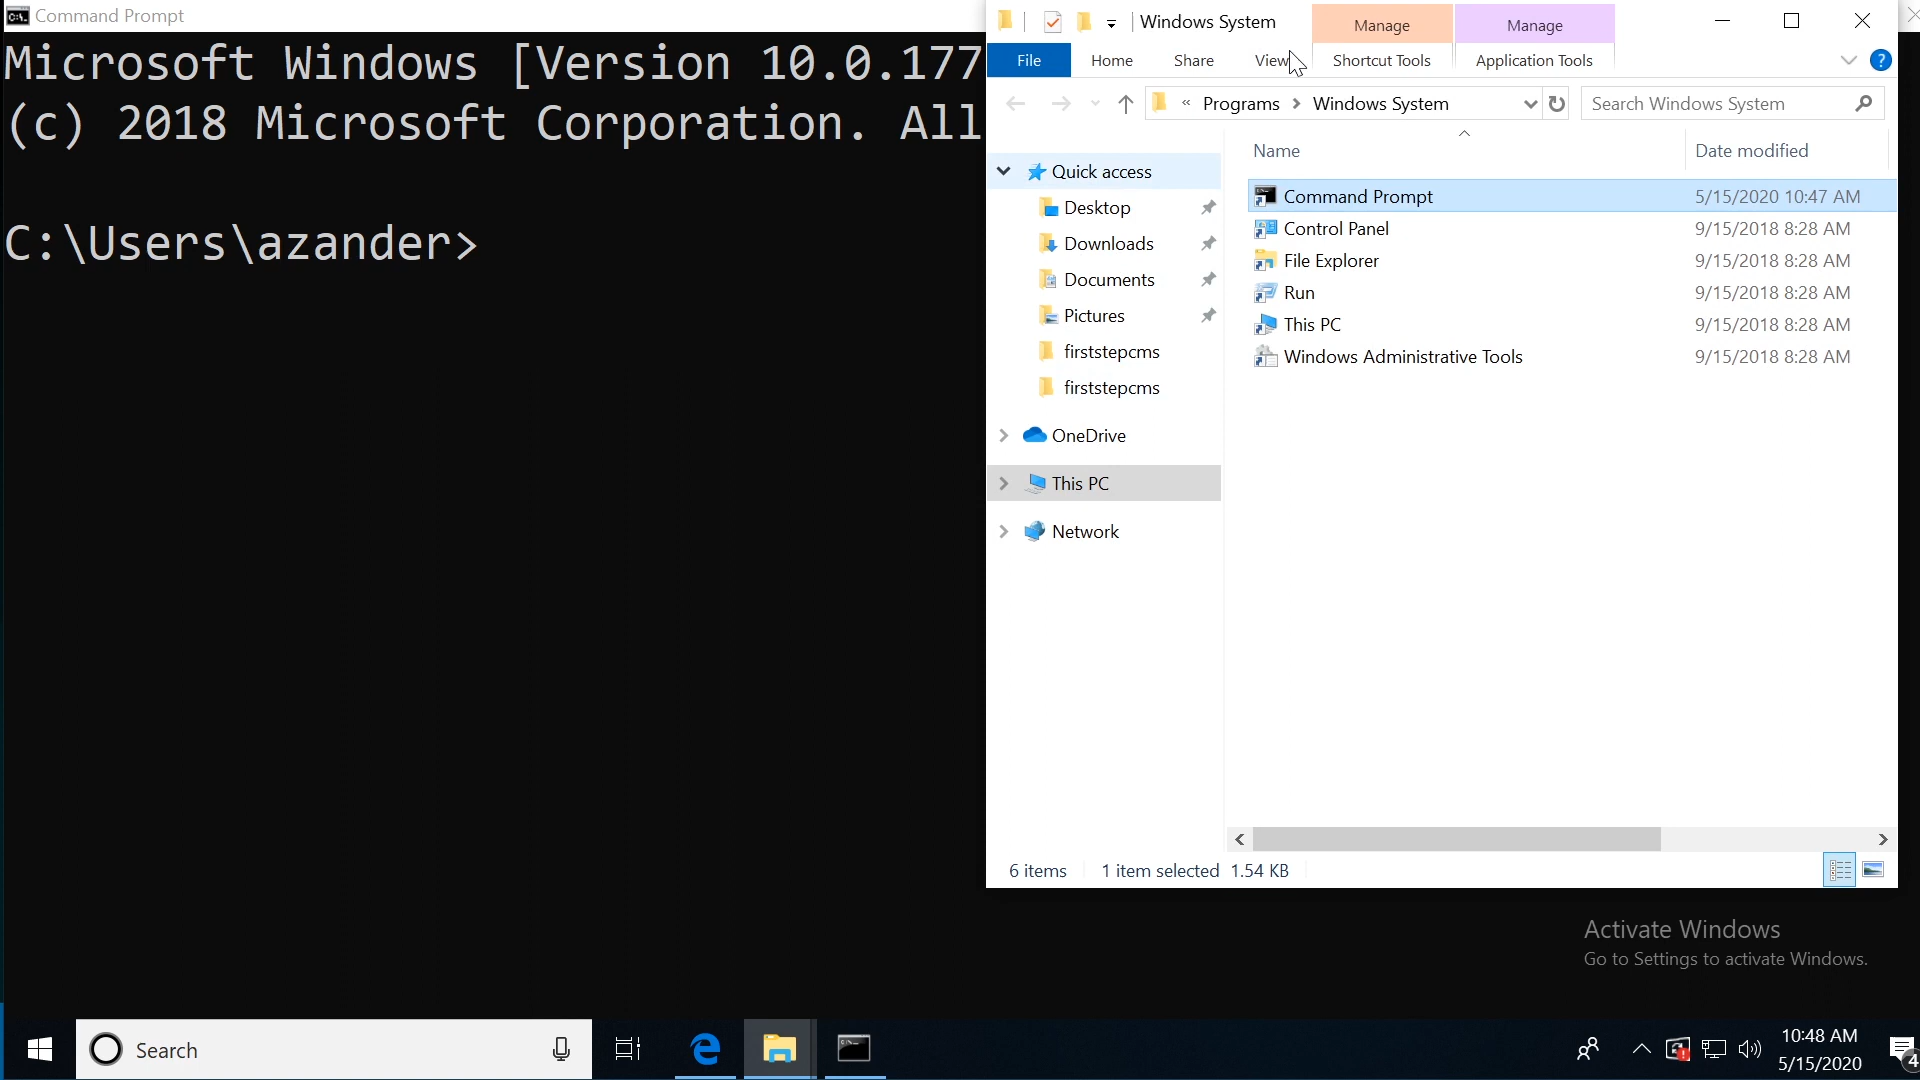 Command Prompt
Microsoft Windows [Version 10.0.177
(c) 2018 Microsoft Corporation. All
C:\Users\azander>
Windows System
Manage
Manage
File
Home
Share
View
Shortcut Tools
Application Tools
?
« Programs > Windows System
Search Windows System
Name
Date modified
Quick access
Desktop
Downloads
Documents
Pictures
firststepcms
firststepcms
OneDrive
This PC
Network
Command Prompt 5/15/2020 10:47 AM
Control Panel 9/15/2018 8:28 AM
File Explorer 9/15/2018 8:28 AM
Run 9/15/2018 8:28 AM
This PC 9/15/2018 8:28 AM
Windows Administrative Tools 9/15/2018 8:28 AM
6 items
1 item selected 1.54 KB
Activate Windows
Go to Settings to activate Windows.
Search
10:48 AM
5/15/2020
4